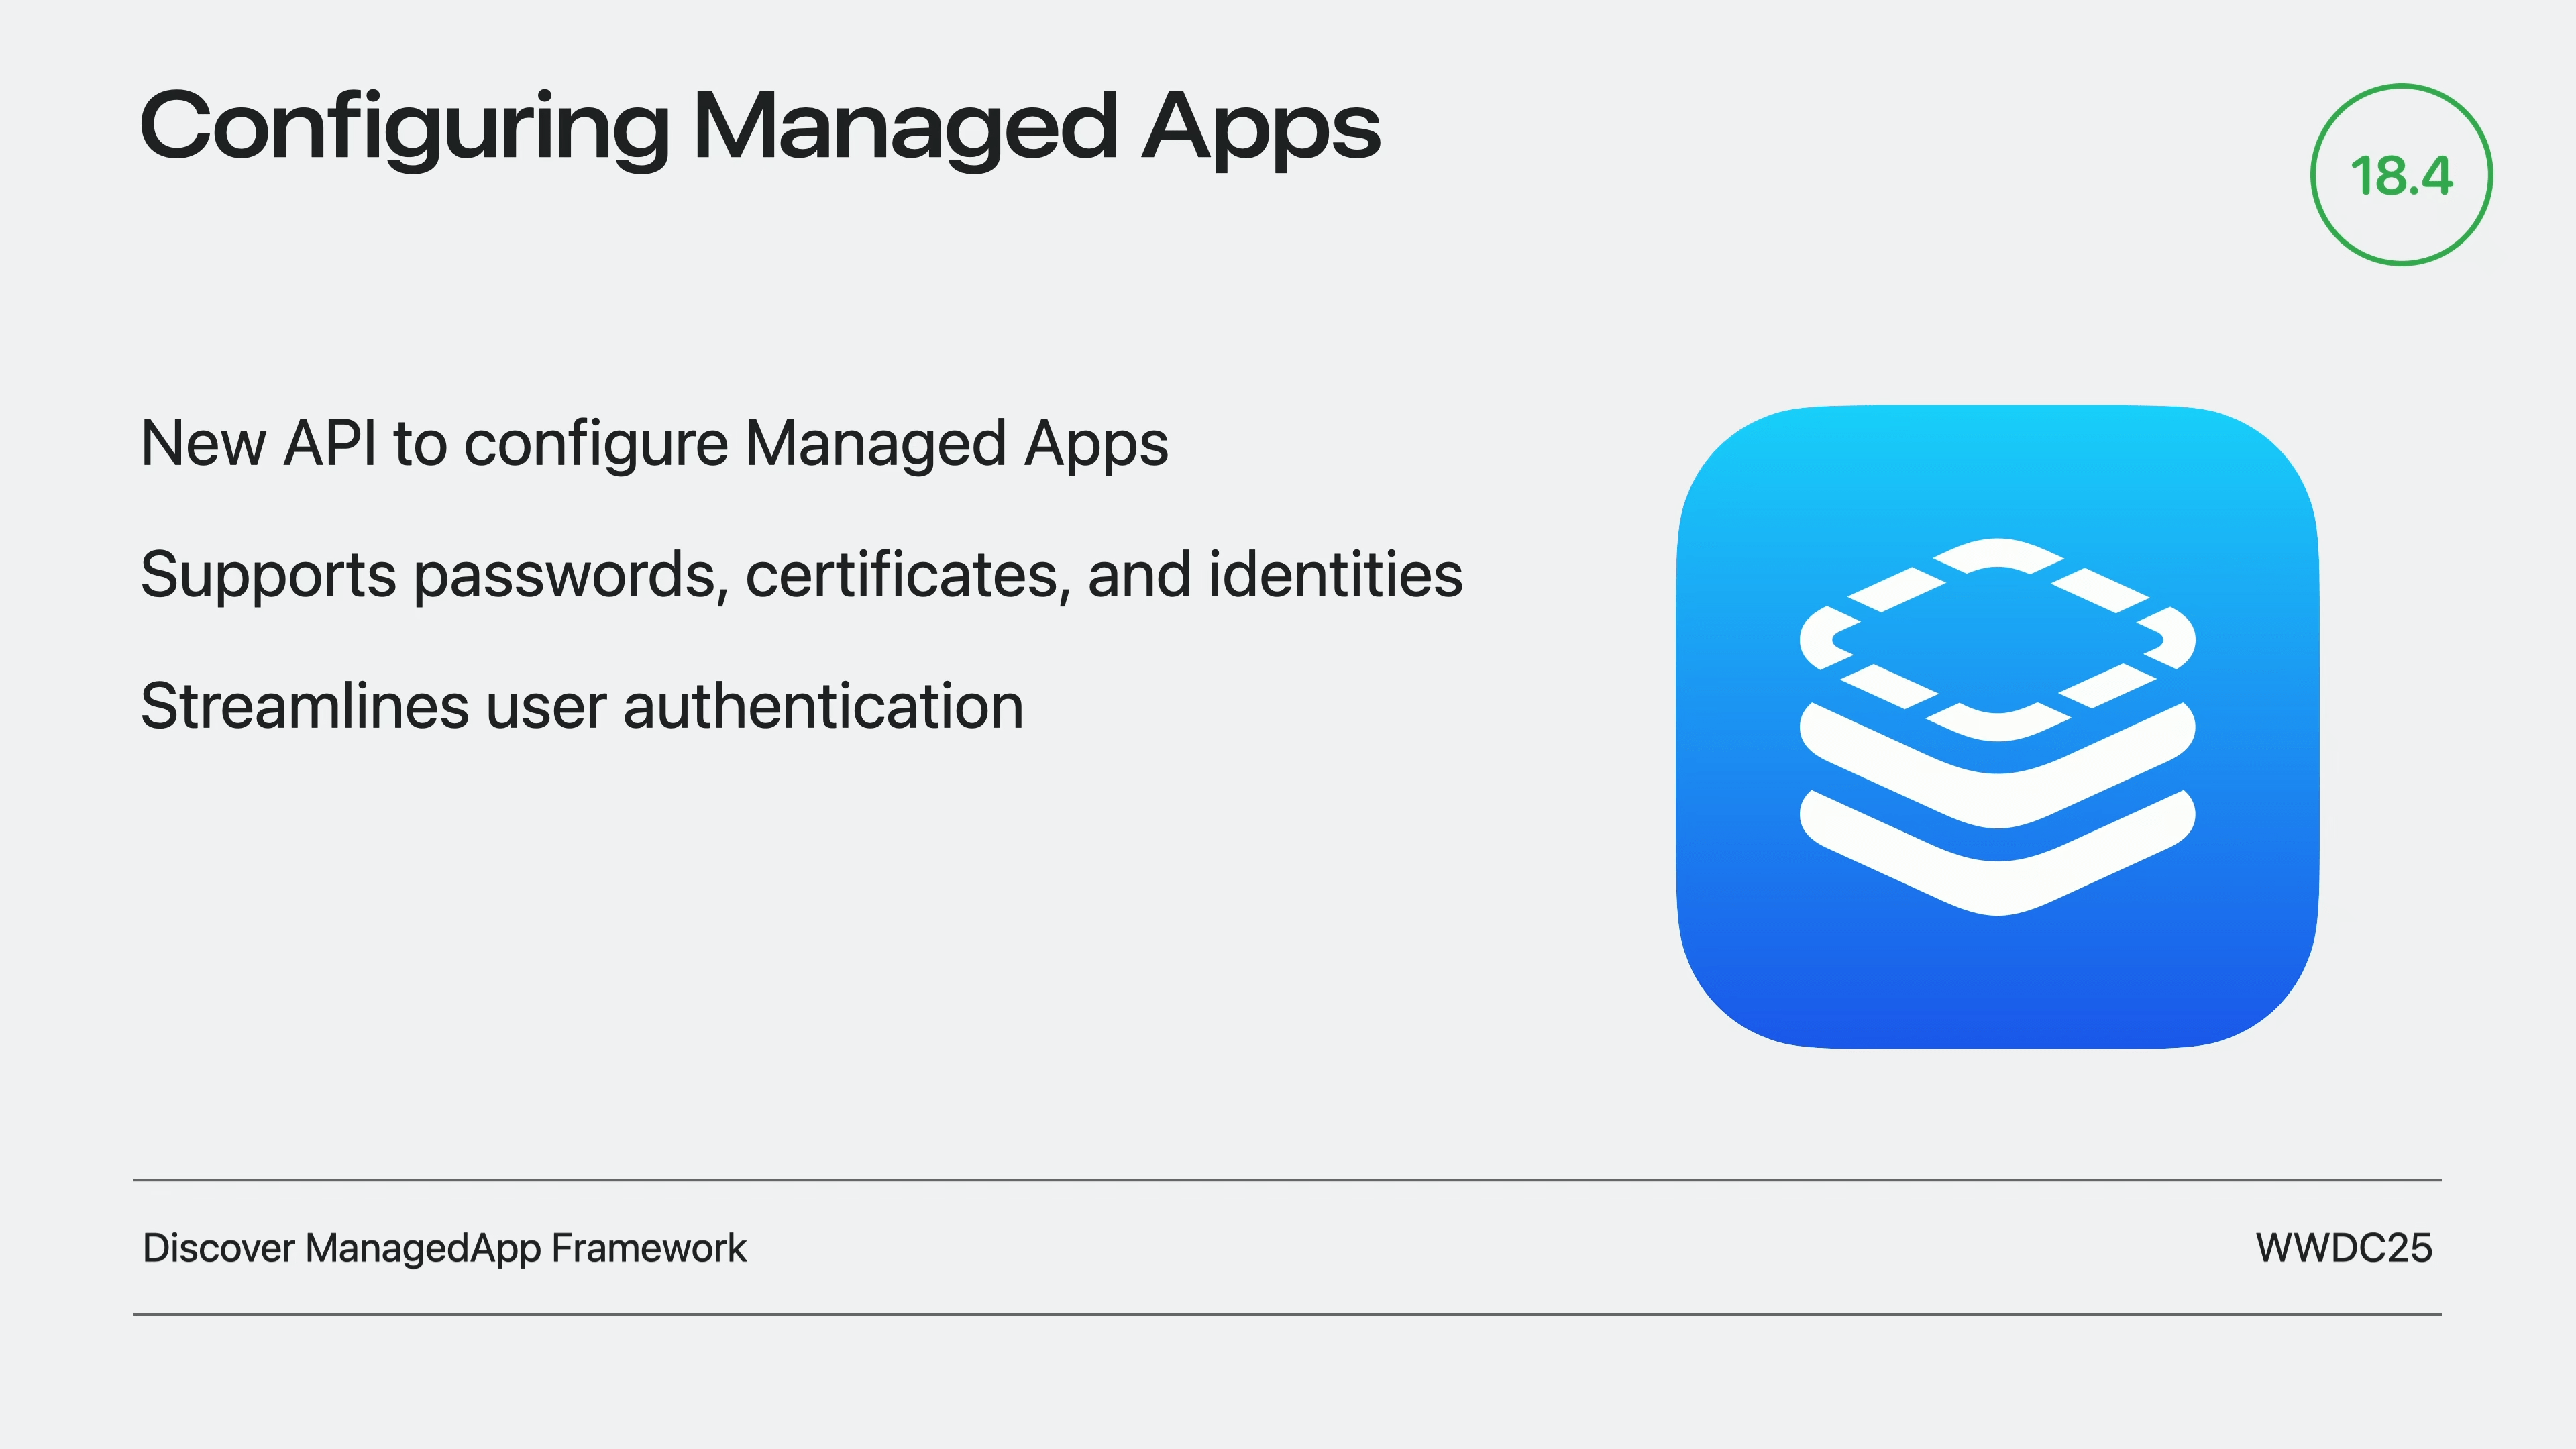 Configuring Managed Apps
18.4
New API to configure Managed Apps
Supports passwords, certificates, and identities
Streamlines user authentication
Discover ManagedApp Framework
WWDC25